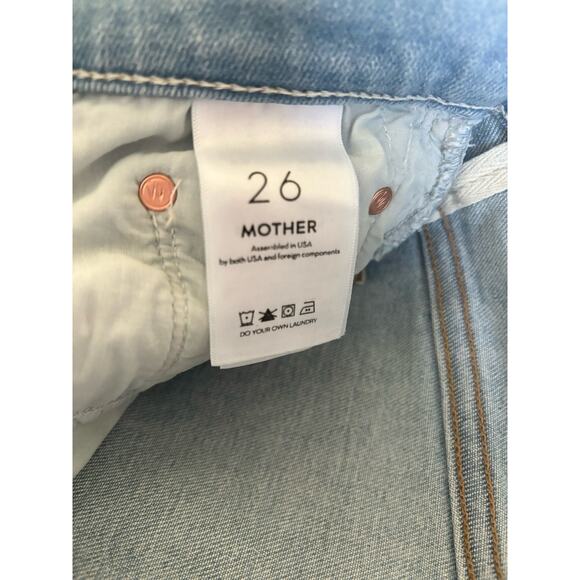 26
MOTHER
Assembled in USA
by both USA and foreign components
DO YOUR OWN LAUNDRY